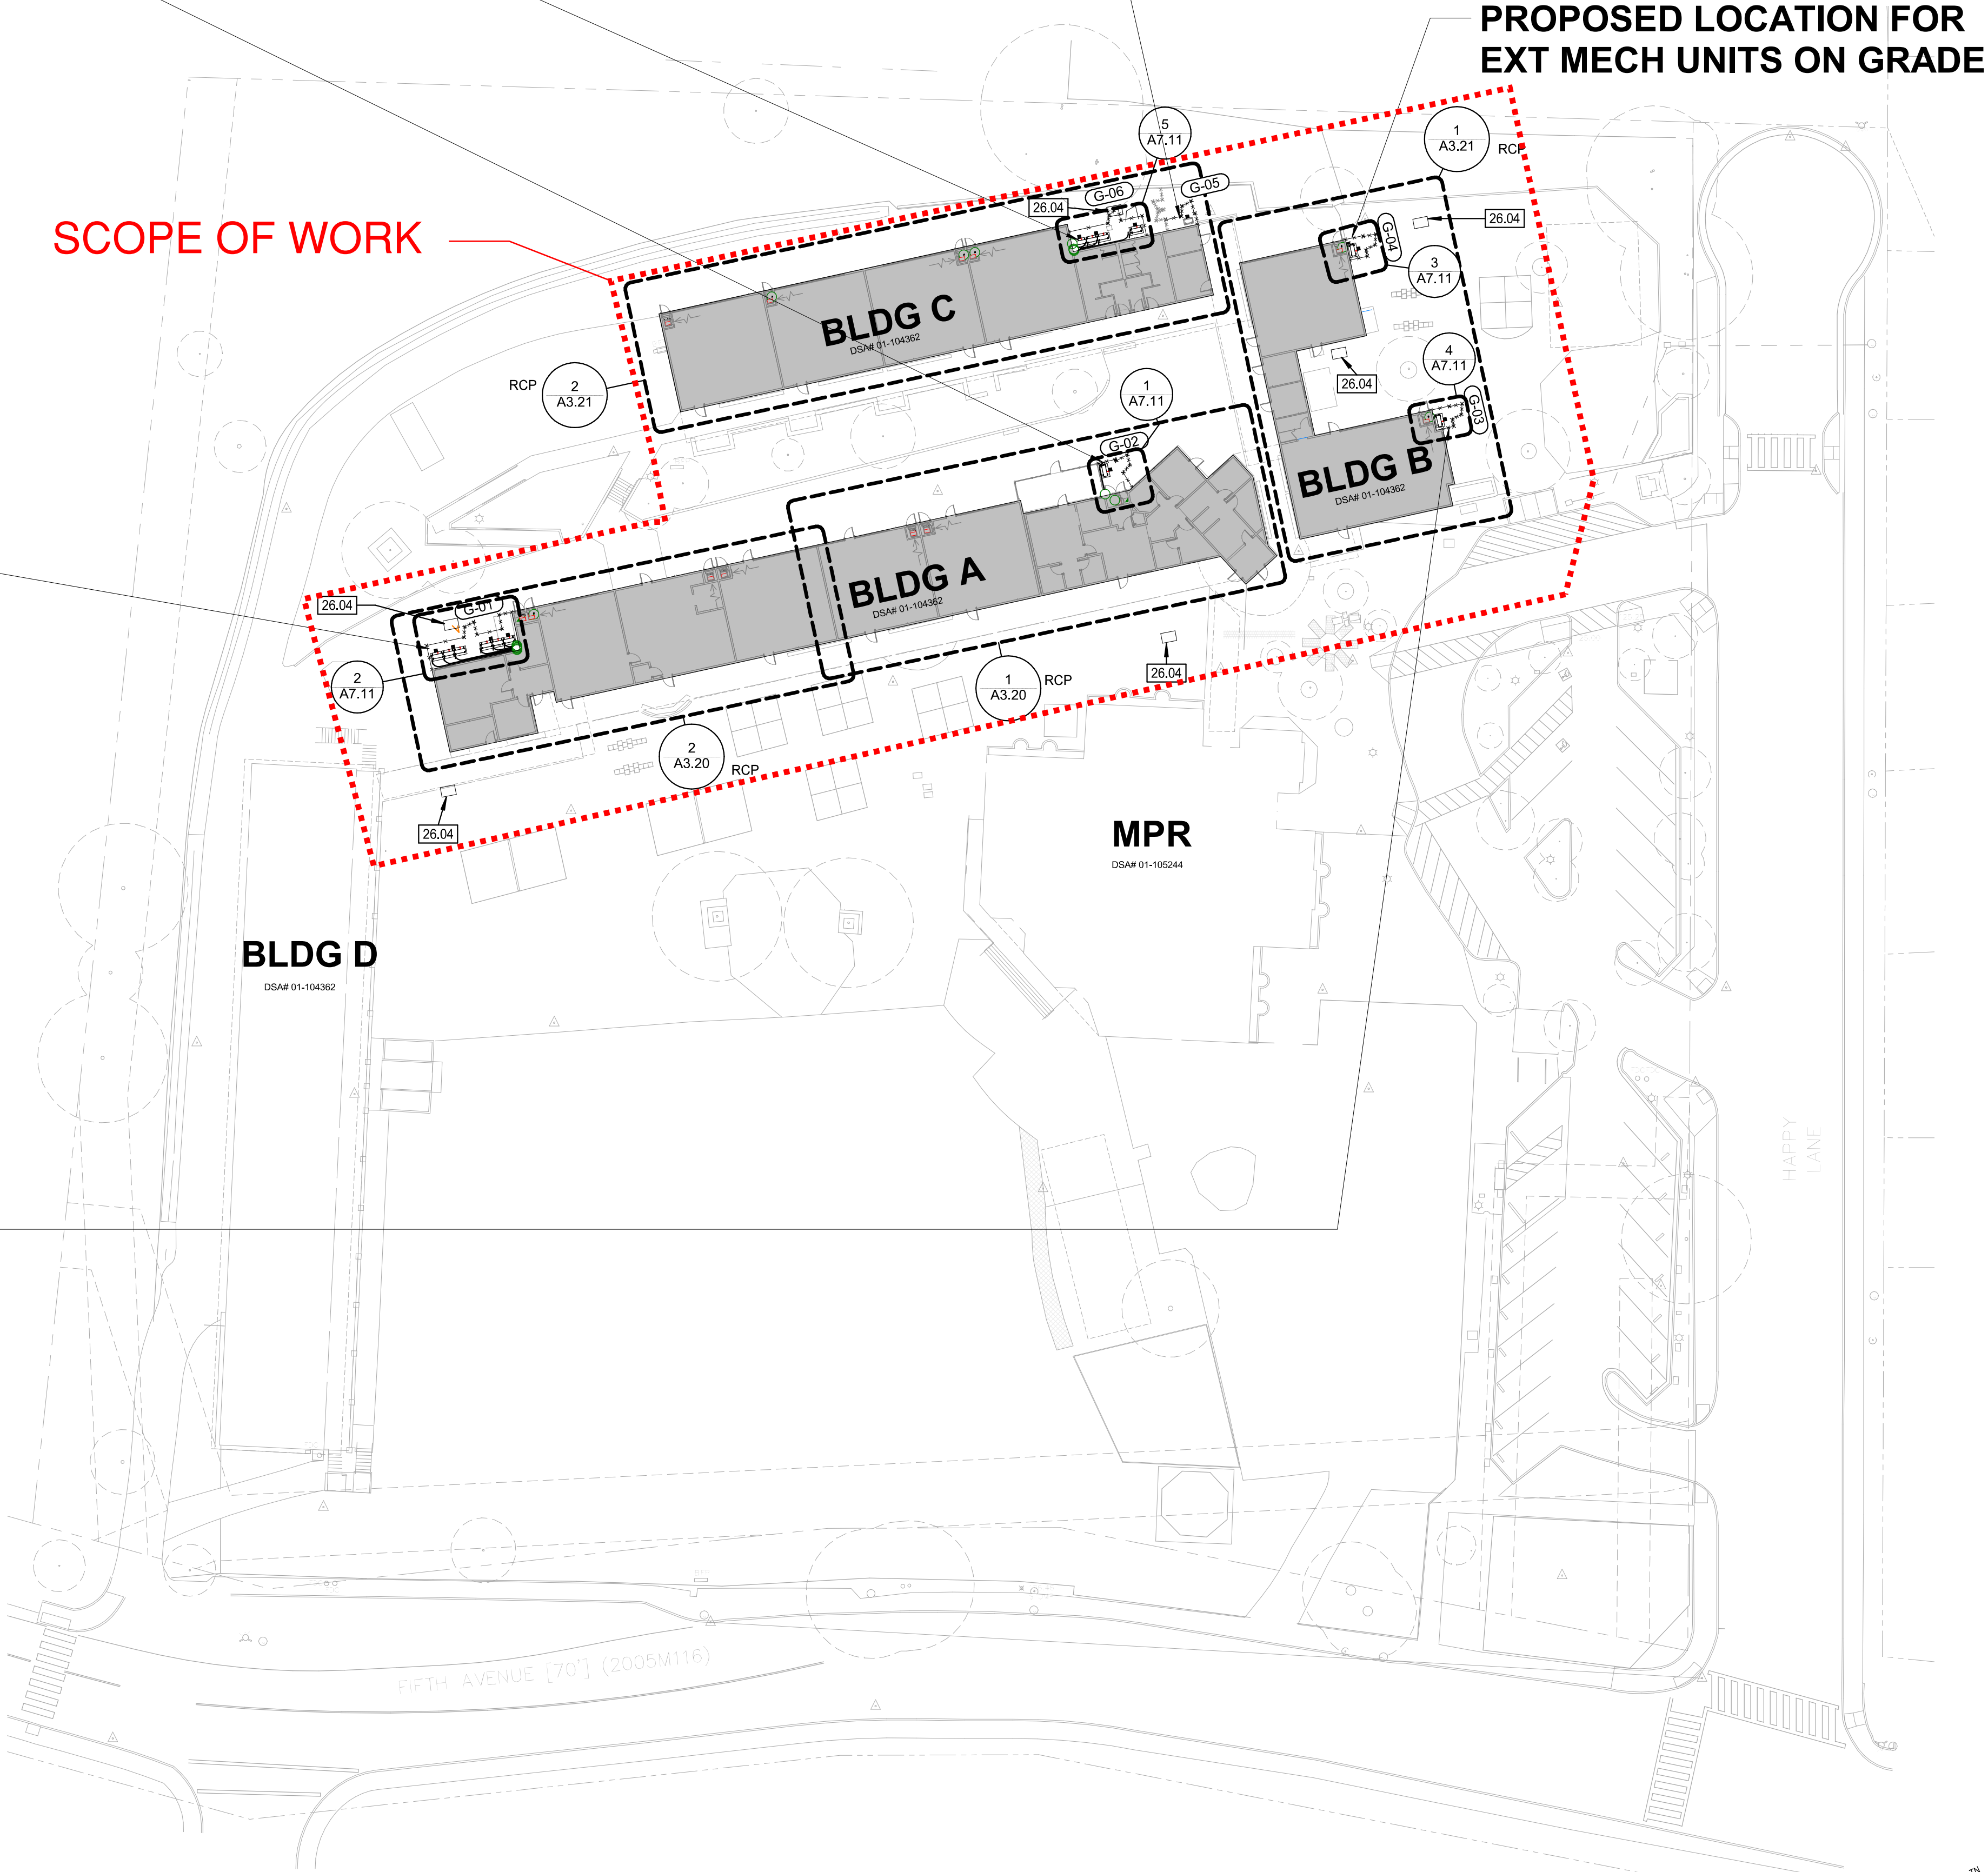 PROPOSED LOCATION FOR
EXT MECH UNITS ON GRADE
5
A7.11
1
A3.21
RCP
SCOPE OF WORK
G-06
G-05
26.04
26.04
G-04
3
A7.11
BLDG C
DSA# 01-104362
RCP
2
A3.21
26.04
4
A7.11
G-03
1
A7.11
G-02
BLDG B
DSA# 01-104362
BLDG A
DSA# 01-104362
26.04
G-01
2
A7.11
1
A3.20
RCP
26.04
2
A3.20
RCP
26.04
MPR
DSA# 01-105244
BLDG D
DSA# 01-104362
HAPPY
LANE
FIFTH AVENUE [70'] (2005M116)